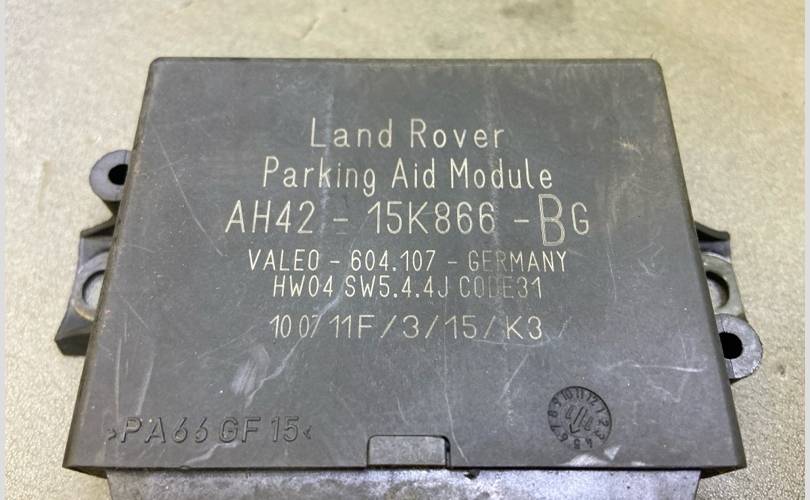 Land Rover
Parking Aid Module
AH42 - 15K866 - BG
VALEO - 604.107 - GERMANY
HW04 SW5.4.4J CODE31
10 07 11F/3/15/K3
>PA66 GF15<